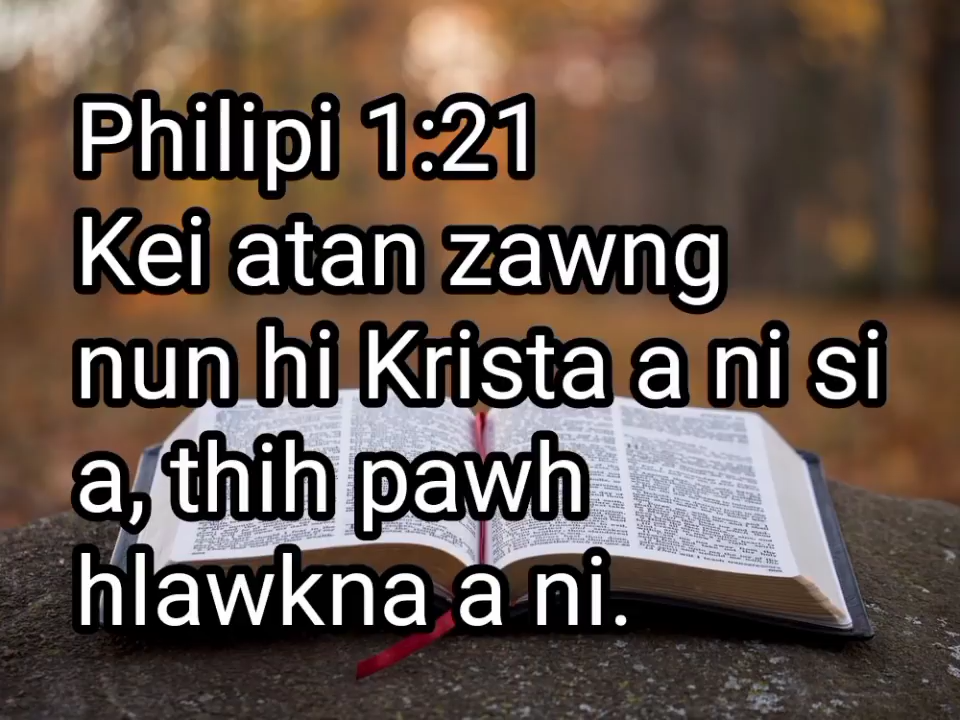 Philipi 1:21
Kei atan zawng
nun hi Krista a ni si
a, thih pawh
hlawkna a ni.